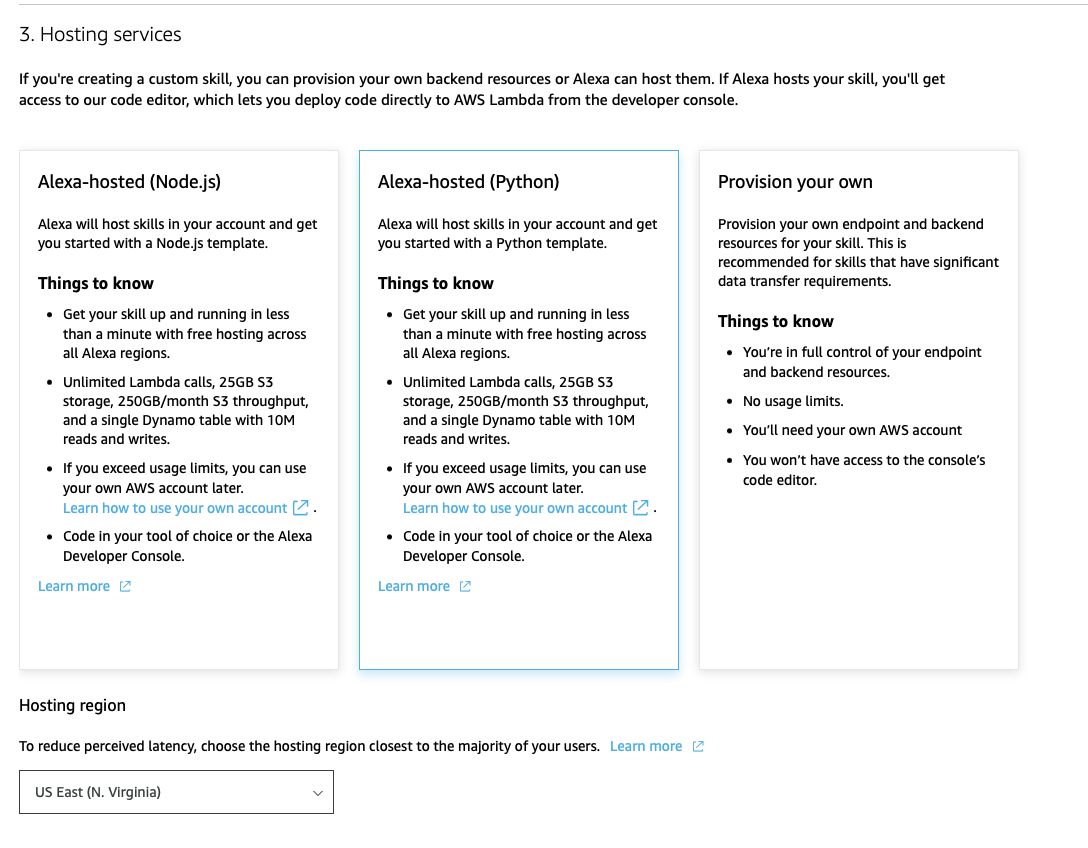 3. Hosting services
If you're creating a custom skill, you can provision your own backend resources or Alexa can host them. If Alexa hosts your skill, you'll get
access to our code editor, which lets you deploy code directly to AWS Lambda from the developer console.
Alexa-hosted (Node.js)
Alexa will host skills in your account and get
you started with a Node.js template.
Things to know
• Get your skill up and running in less
than a minute with free hosting across
all Alexa regions.
• Unlimited Lambda calls, 25GB S3
storage, 250GB/month S3 throughput,
and a single Dynamo table with 10M
reads and writes.
• If you exceed usage limits, you can use
your own AWS account later.
Learn how to use your own account .
• Code in your tool of choice or the Alexa
Developer Console.
Learn more
Alexa-hosted (Python)
Alexa will host skills in your account and get
you started with a Python template.
Things to know
• Get your skill up and running in less
than a minute with free hosting across
all Alexa regions.
• Unlimited Lambda calls, 25GB S3
storage, 250GB/month S3 throughput,
and a single Dynamo table with 10M
reads and writes.
• If you exceed usage limits, you can use
your own AWS account later.
Learn how to use your own account .
• Code in your tool of choice or the Alexa
Developer Console.
Learn more
Provision your own
Provision your own endpoint and backend
resources for your skill. This is
recommended for skills that have significant
data transfer requirements.
Things to know
• You’re in full control of your endpoint
and backend resources.
• No usage limits.
• You’ll need your own AWS account
• You won’t have access to the console’s
code editor.
Hosting region
To reduce perceived latency, choose the hosting region closest to the majority of your users. Learn more
US East (N. Virginia)